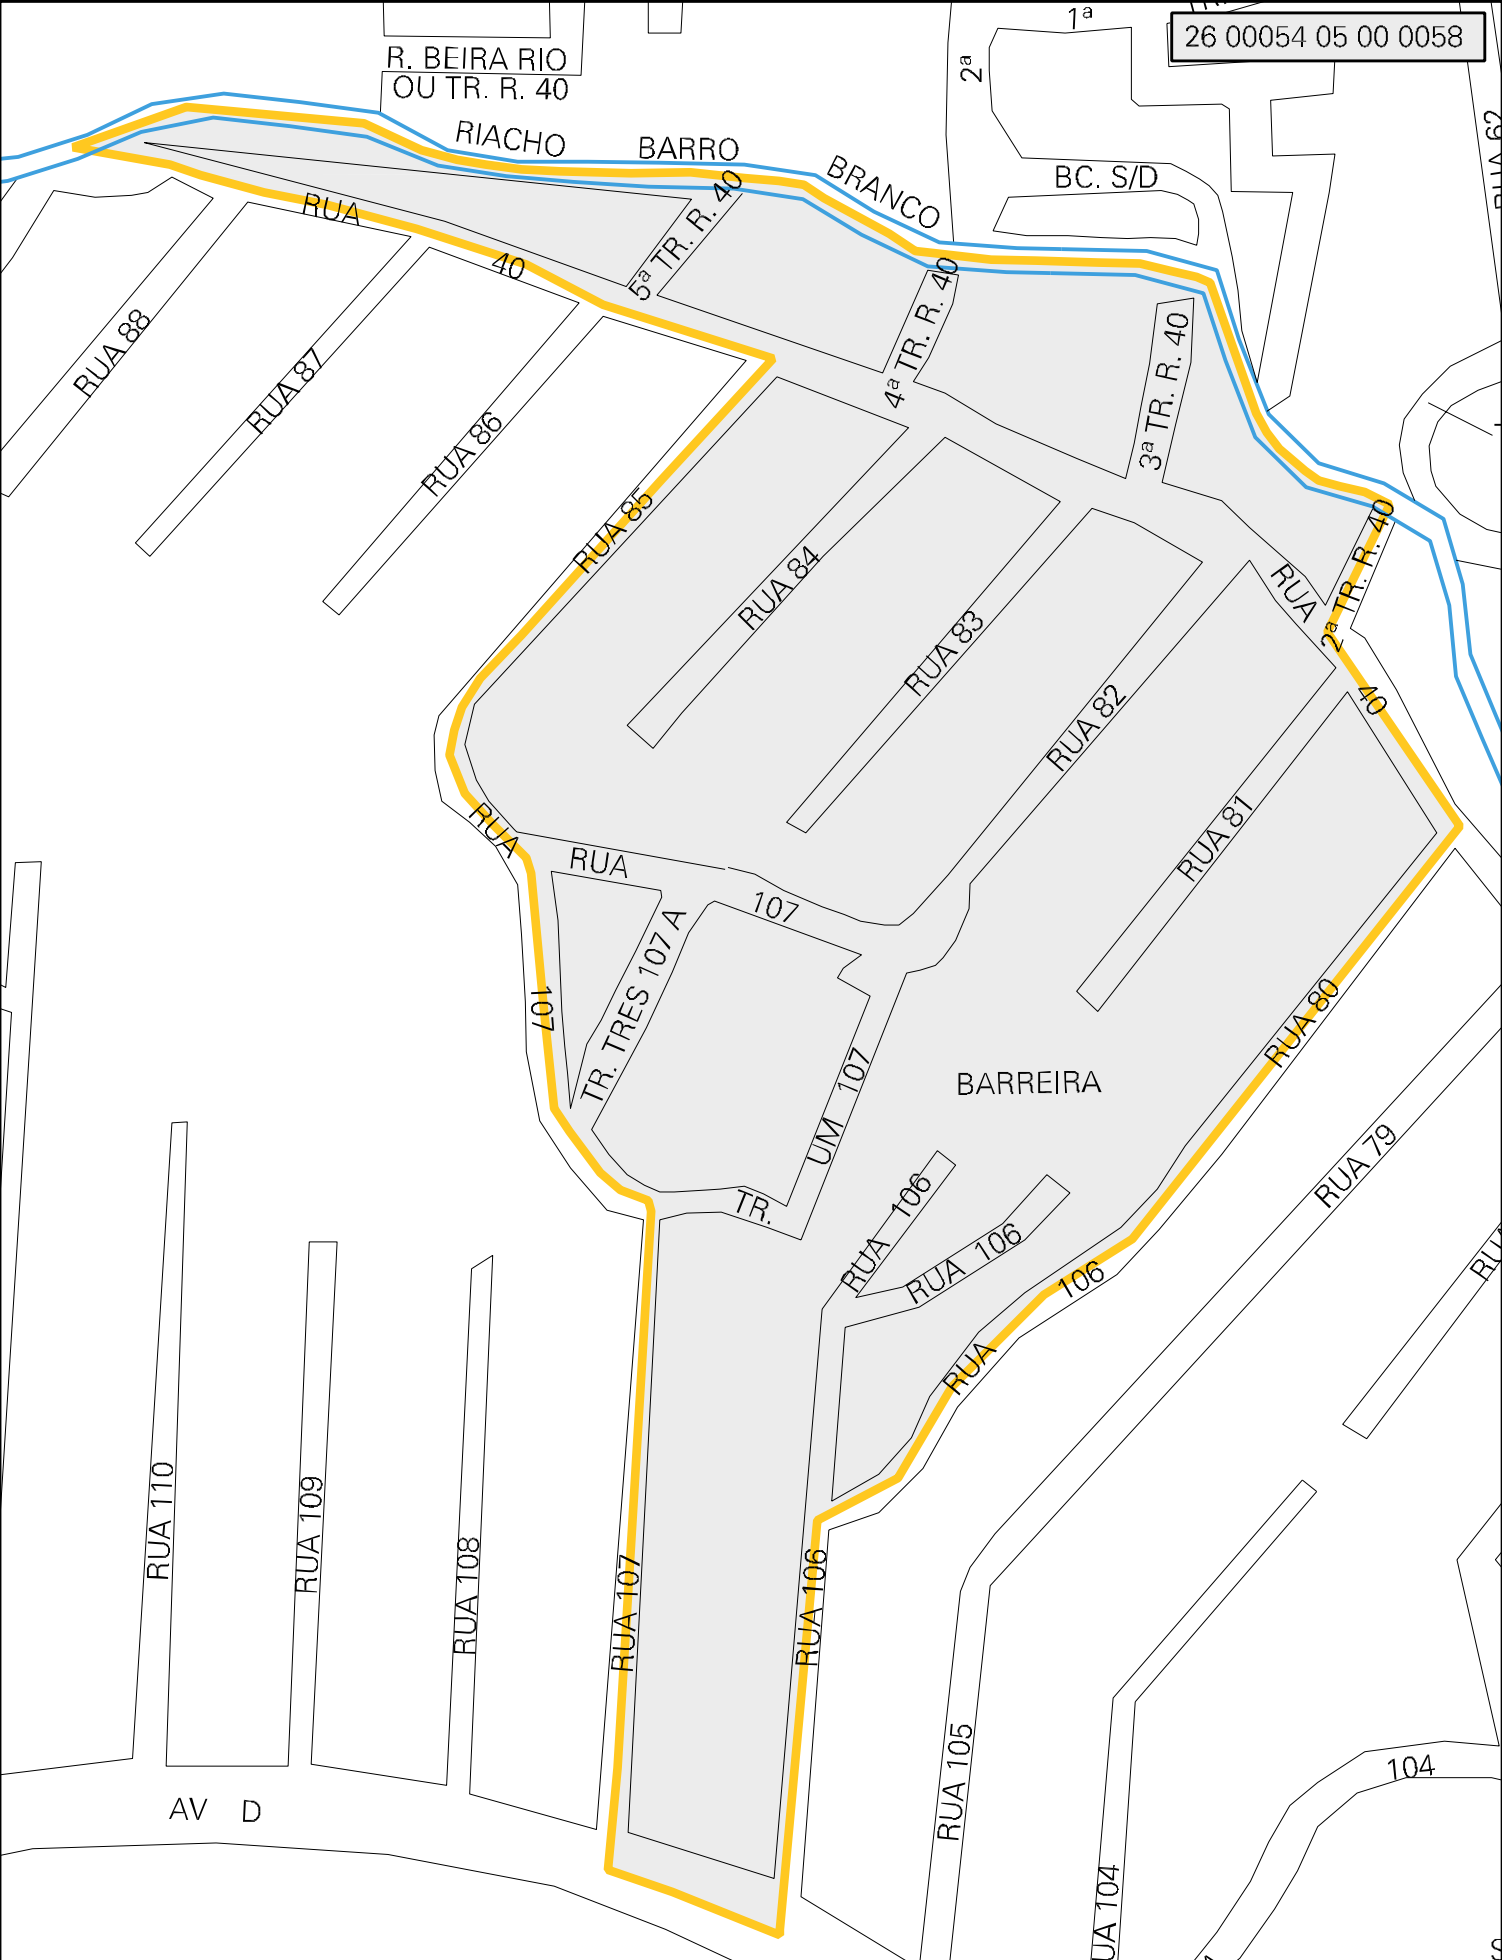 1ª
26 00054 05 00 0058
R. BEIRA RIO
OU TR. R. 40
2ª
RIACHO BARRO BRANCO
BC. S/D
62
RUA 40
5ª TR. R. 40
4ª TR. R. 40
3ª TR. R. 40
2ª TR. R. 40
RUA 40
RUA 88
RUA 87
RUA 86
RUA 85
RUA 84
RUA 83
RUA 82
RUA 81
RUA 80
RUA 107
RUA 107
TR. TRES 107 A
TR. UM 107
BARREIRA
RUA 106
RUA 106
RUA 106
RUA 79
RUA 110
RUA 109
RUA 108
RUA 107
RUA 106
RUA 105
104
UA 104
AV D